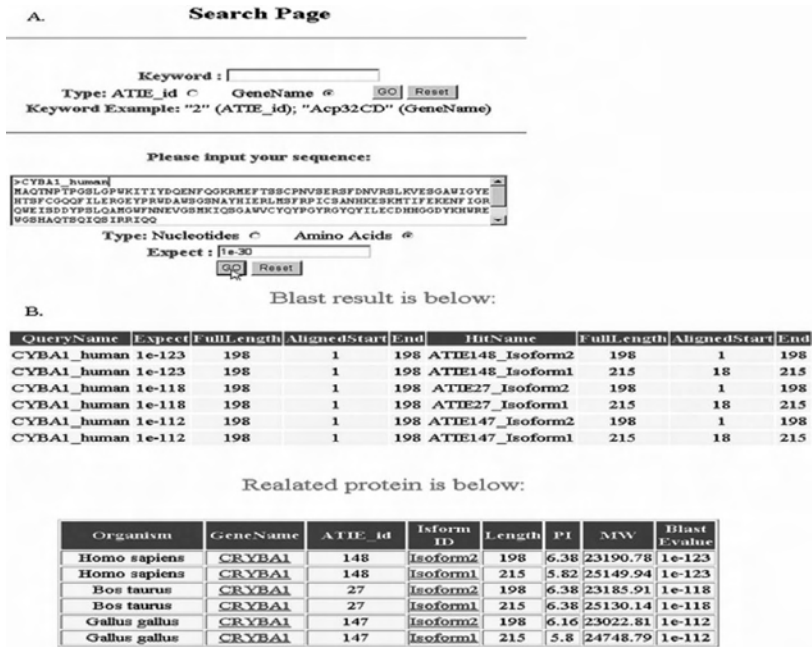 A.
Search Page
Keyword :
Type: ATIE_id GeneName GO Reset
Keyword Example: "2" (ATIE_id); "Acp32CD" (GeneName)
Please input your sequence:
>CYBA1_human
MAQTNPTPGSLGPWKITIYDQENFQGKRMEFTSSCPNVSERSFDNVRSLKVESGAWIGYE
HTSFCGQQFILERGEYPRWDAWSGSNAYHIERLMSFRPICSANHKESKMTIFEKENFIGR
QWEISDDYPSLQAMGWFNNEVGSMKIQSGAWVCYQYPGYRGYQYILECDHHGGDYKHWRE
WGSHAQTSQIQSIRRIQQ
Type: Nucleotides Amino Acids
Expect : 1e-30
GO Reset
B.
Blast result is below:
QueryName Expect FullLength AlignedStart End HitName FullLength AlignedStart End
CYBA1_human 1e-123 198 1 198 ATIE148_Isoform2 198 1 198
CYBA1_human 1e-123 198 1 198 ATIE148_Isoform1 215 18 215
CYBA1_human 1e-118 198 1 198 ATIE27_Isoform2 198 1 198
CYBA1_human 1e-118 198 1 198 ATIE27_Isoform1 215 18 215
CYBA1_human 1e-112 198 1 198 ATIE147_Isoform2 198 1 198
CYBA1_human 1e-112 198 1 198 ATIE147_Isoform1 215 18 215
Realated protein is below:
Organism GeneName ATIE_id Isform ID Length PI MW Blast Evalue
Homo sapiens CRYBA1 148 Isoform2 198 6.38 23190.78 1e-123
Homo sapiens CRYBA1 148 Isoform1 215 5.82 25149.94 1e-123
Bos taurus CRYBA1 27 Isoform2 198 6.38 23185.91 1e-118
Bos taurus CRYBA1 27 Isoform1 215 6.38 25130.14 1e-118
Gallus gallus CRYBA1 147 Isoform2 198 6.16 23022.81 1e-112
Gallus gallus CRYBA1 147 Isoform1 215 5.8 24748.79 1e-112